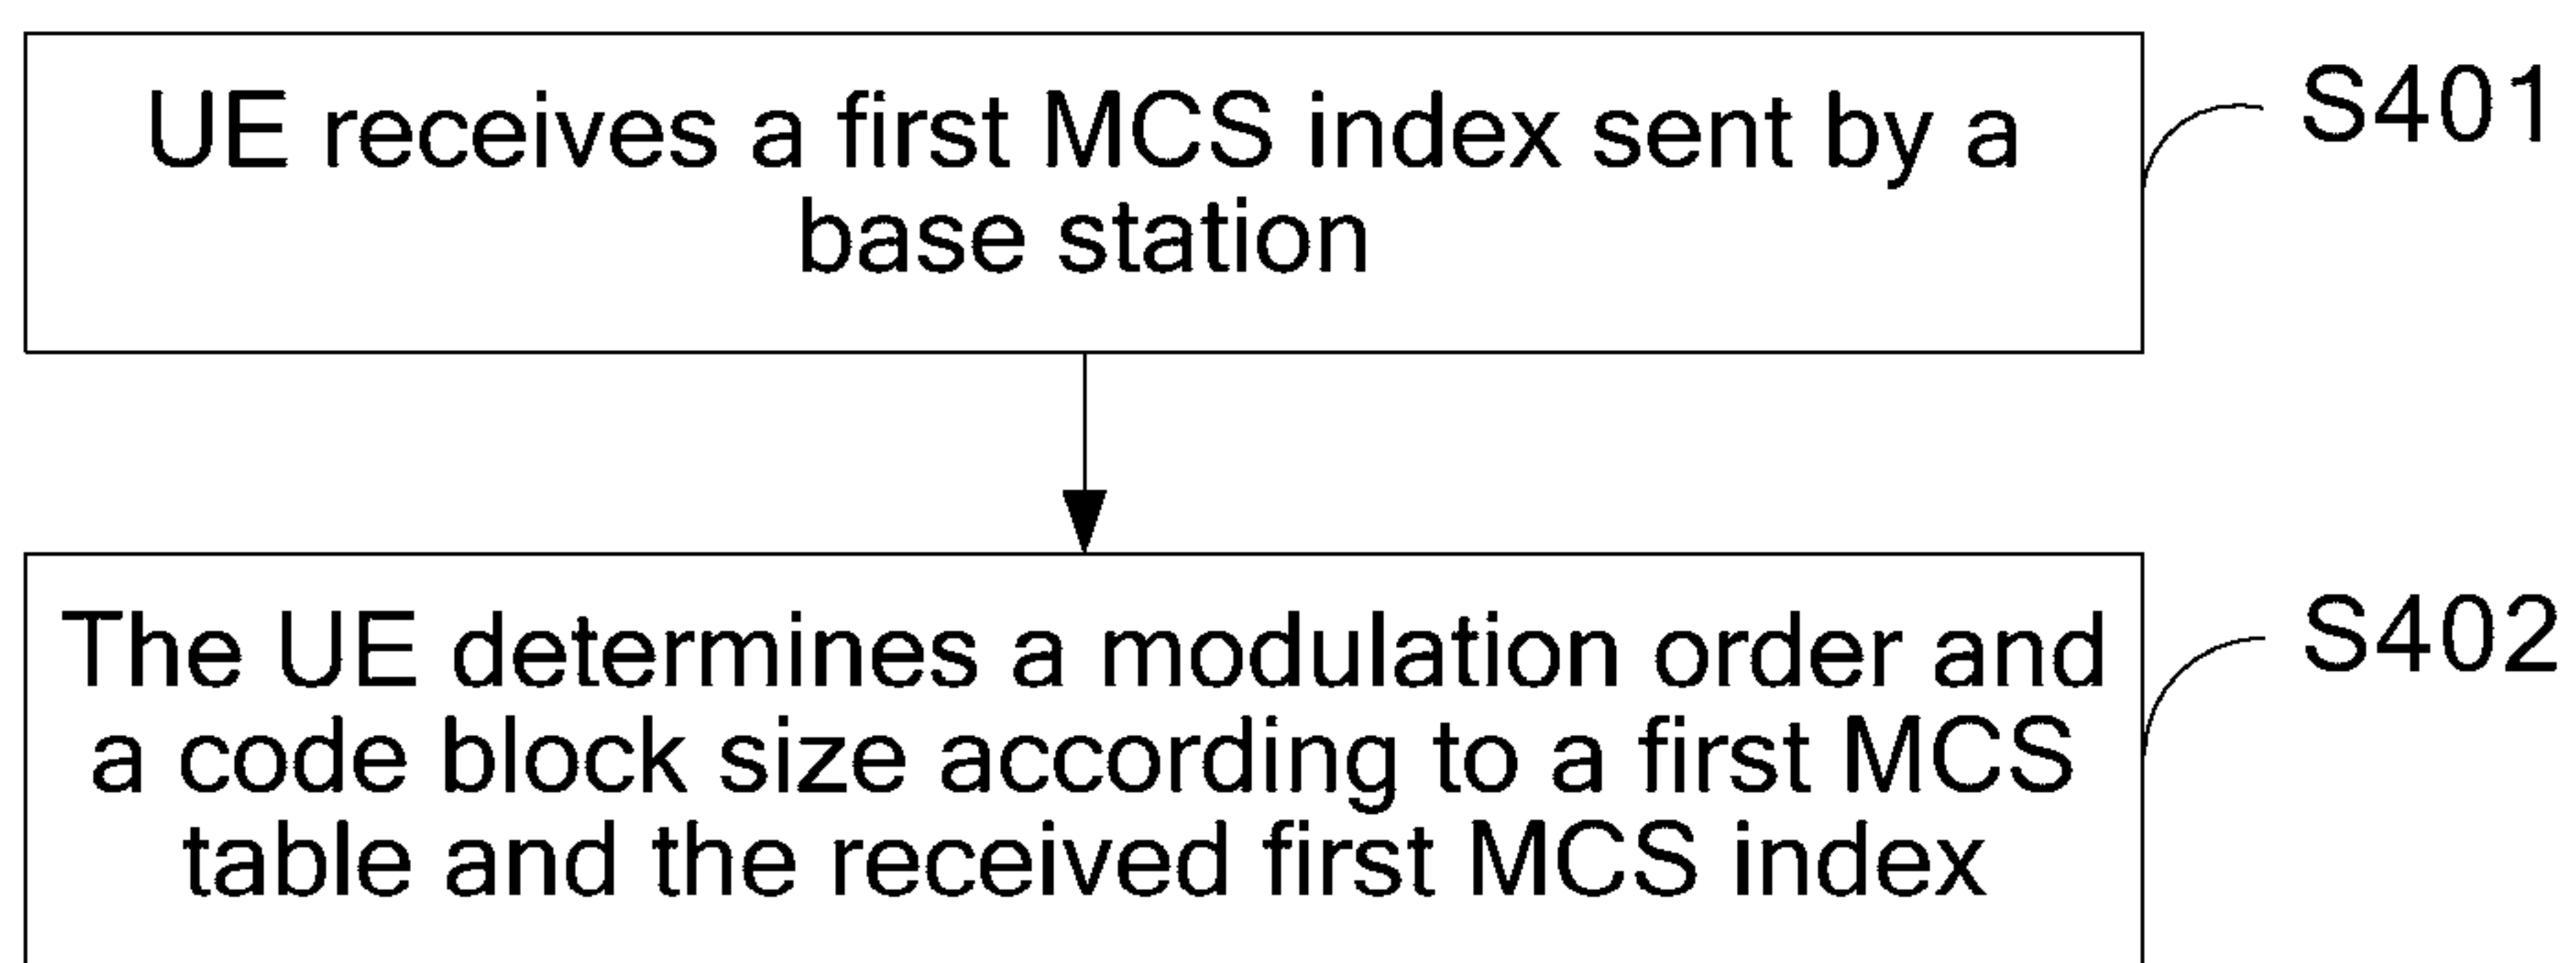 UE receives a first MCS index sent by a
base station
S401
The UE determines a modulation order and
a code block size according to a first MCS
table and the received first MCS index
S402